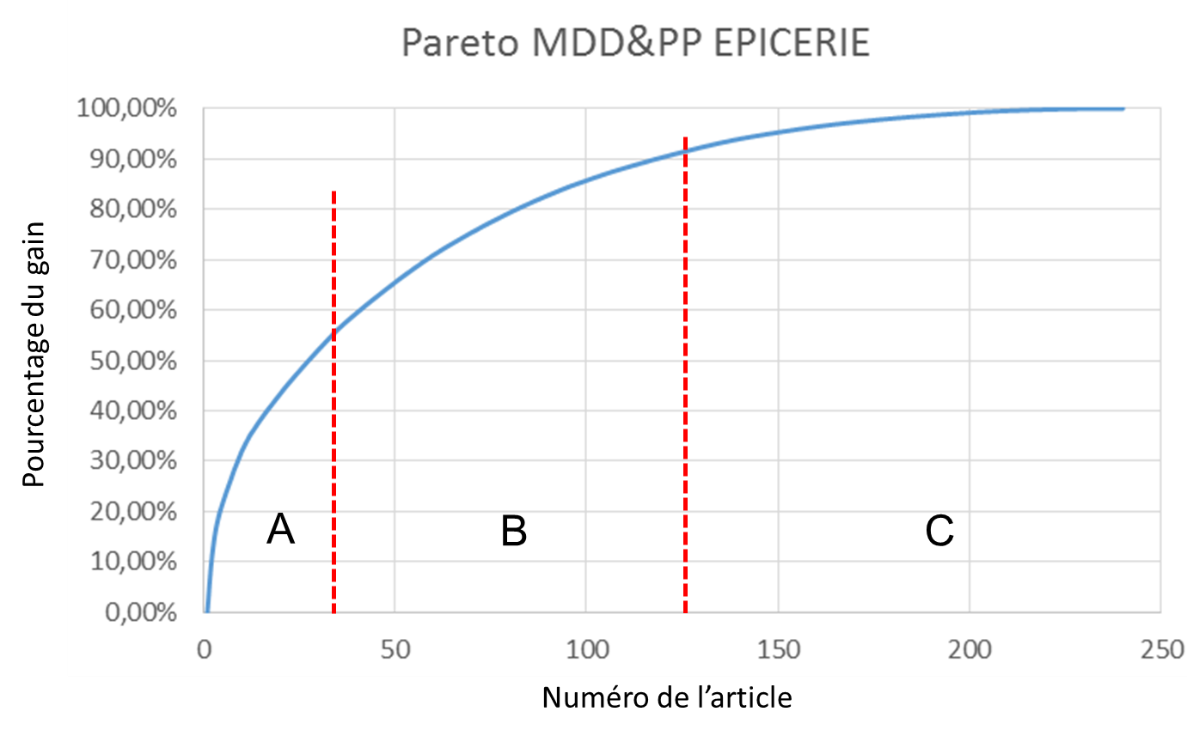 Pareto MDD&PP EPICERIE
100,00%
90,00%
80,00%
70,00%
60,00%
50,00%
40,00%
30,00%
20,00%
10,00%
0,00%
Pourcentage du gain
A
B
C
0
50
100
150
200
250
Numéro de l’article